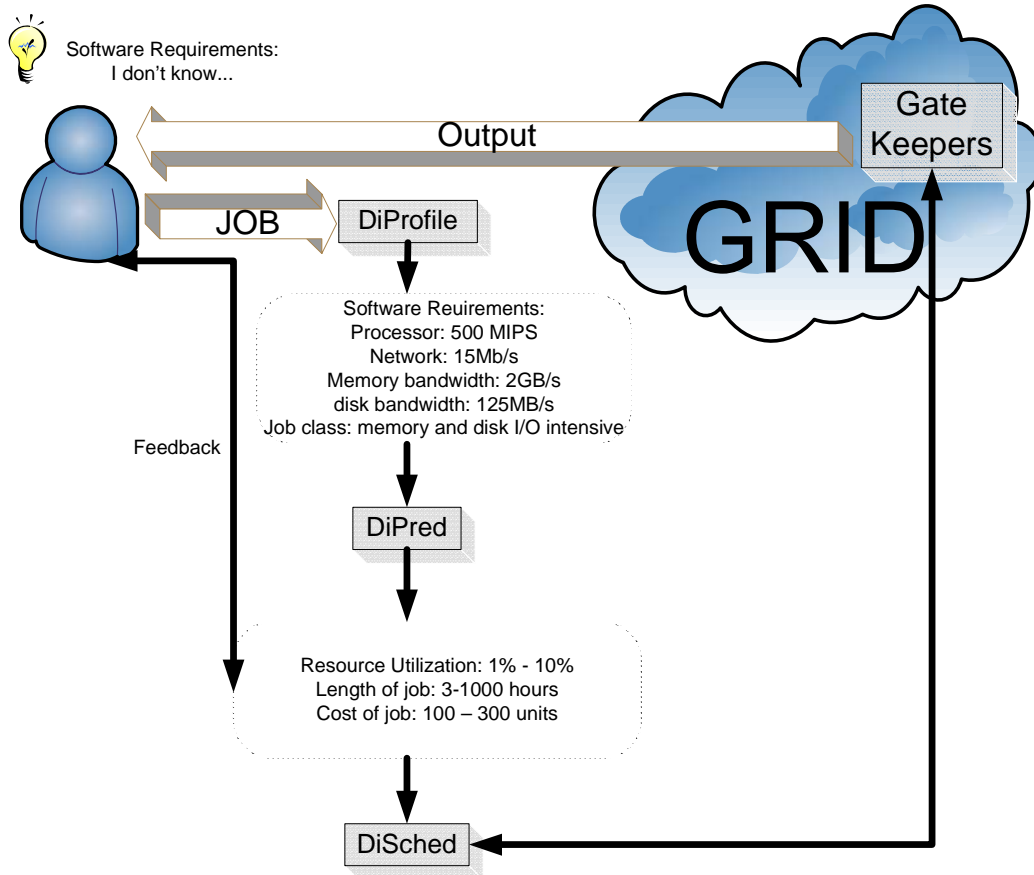 Software Requirements:
I don't know...
Output
Gate
Keepers
GRID
JOB
DiProfile
Software Reuirements:
Processor: 500 MIPS
Network: 15Mb/s
Memory bandwidth: 2GB/s
disk bandwidth: 125MB/s
Job class: memory and disk I/O intensive
Feedback
DiPred
Resource Utilization: 1% - 10%
Length of job: 3-1000 hours
Cost of job: 100 – 300 units
DiSched